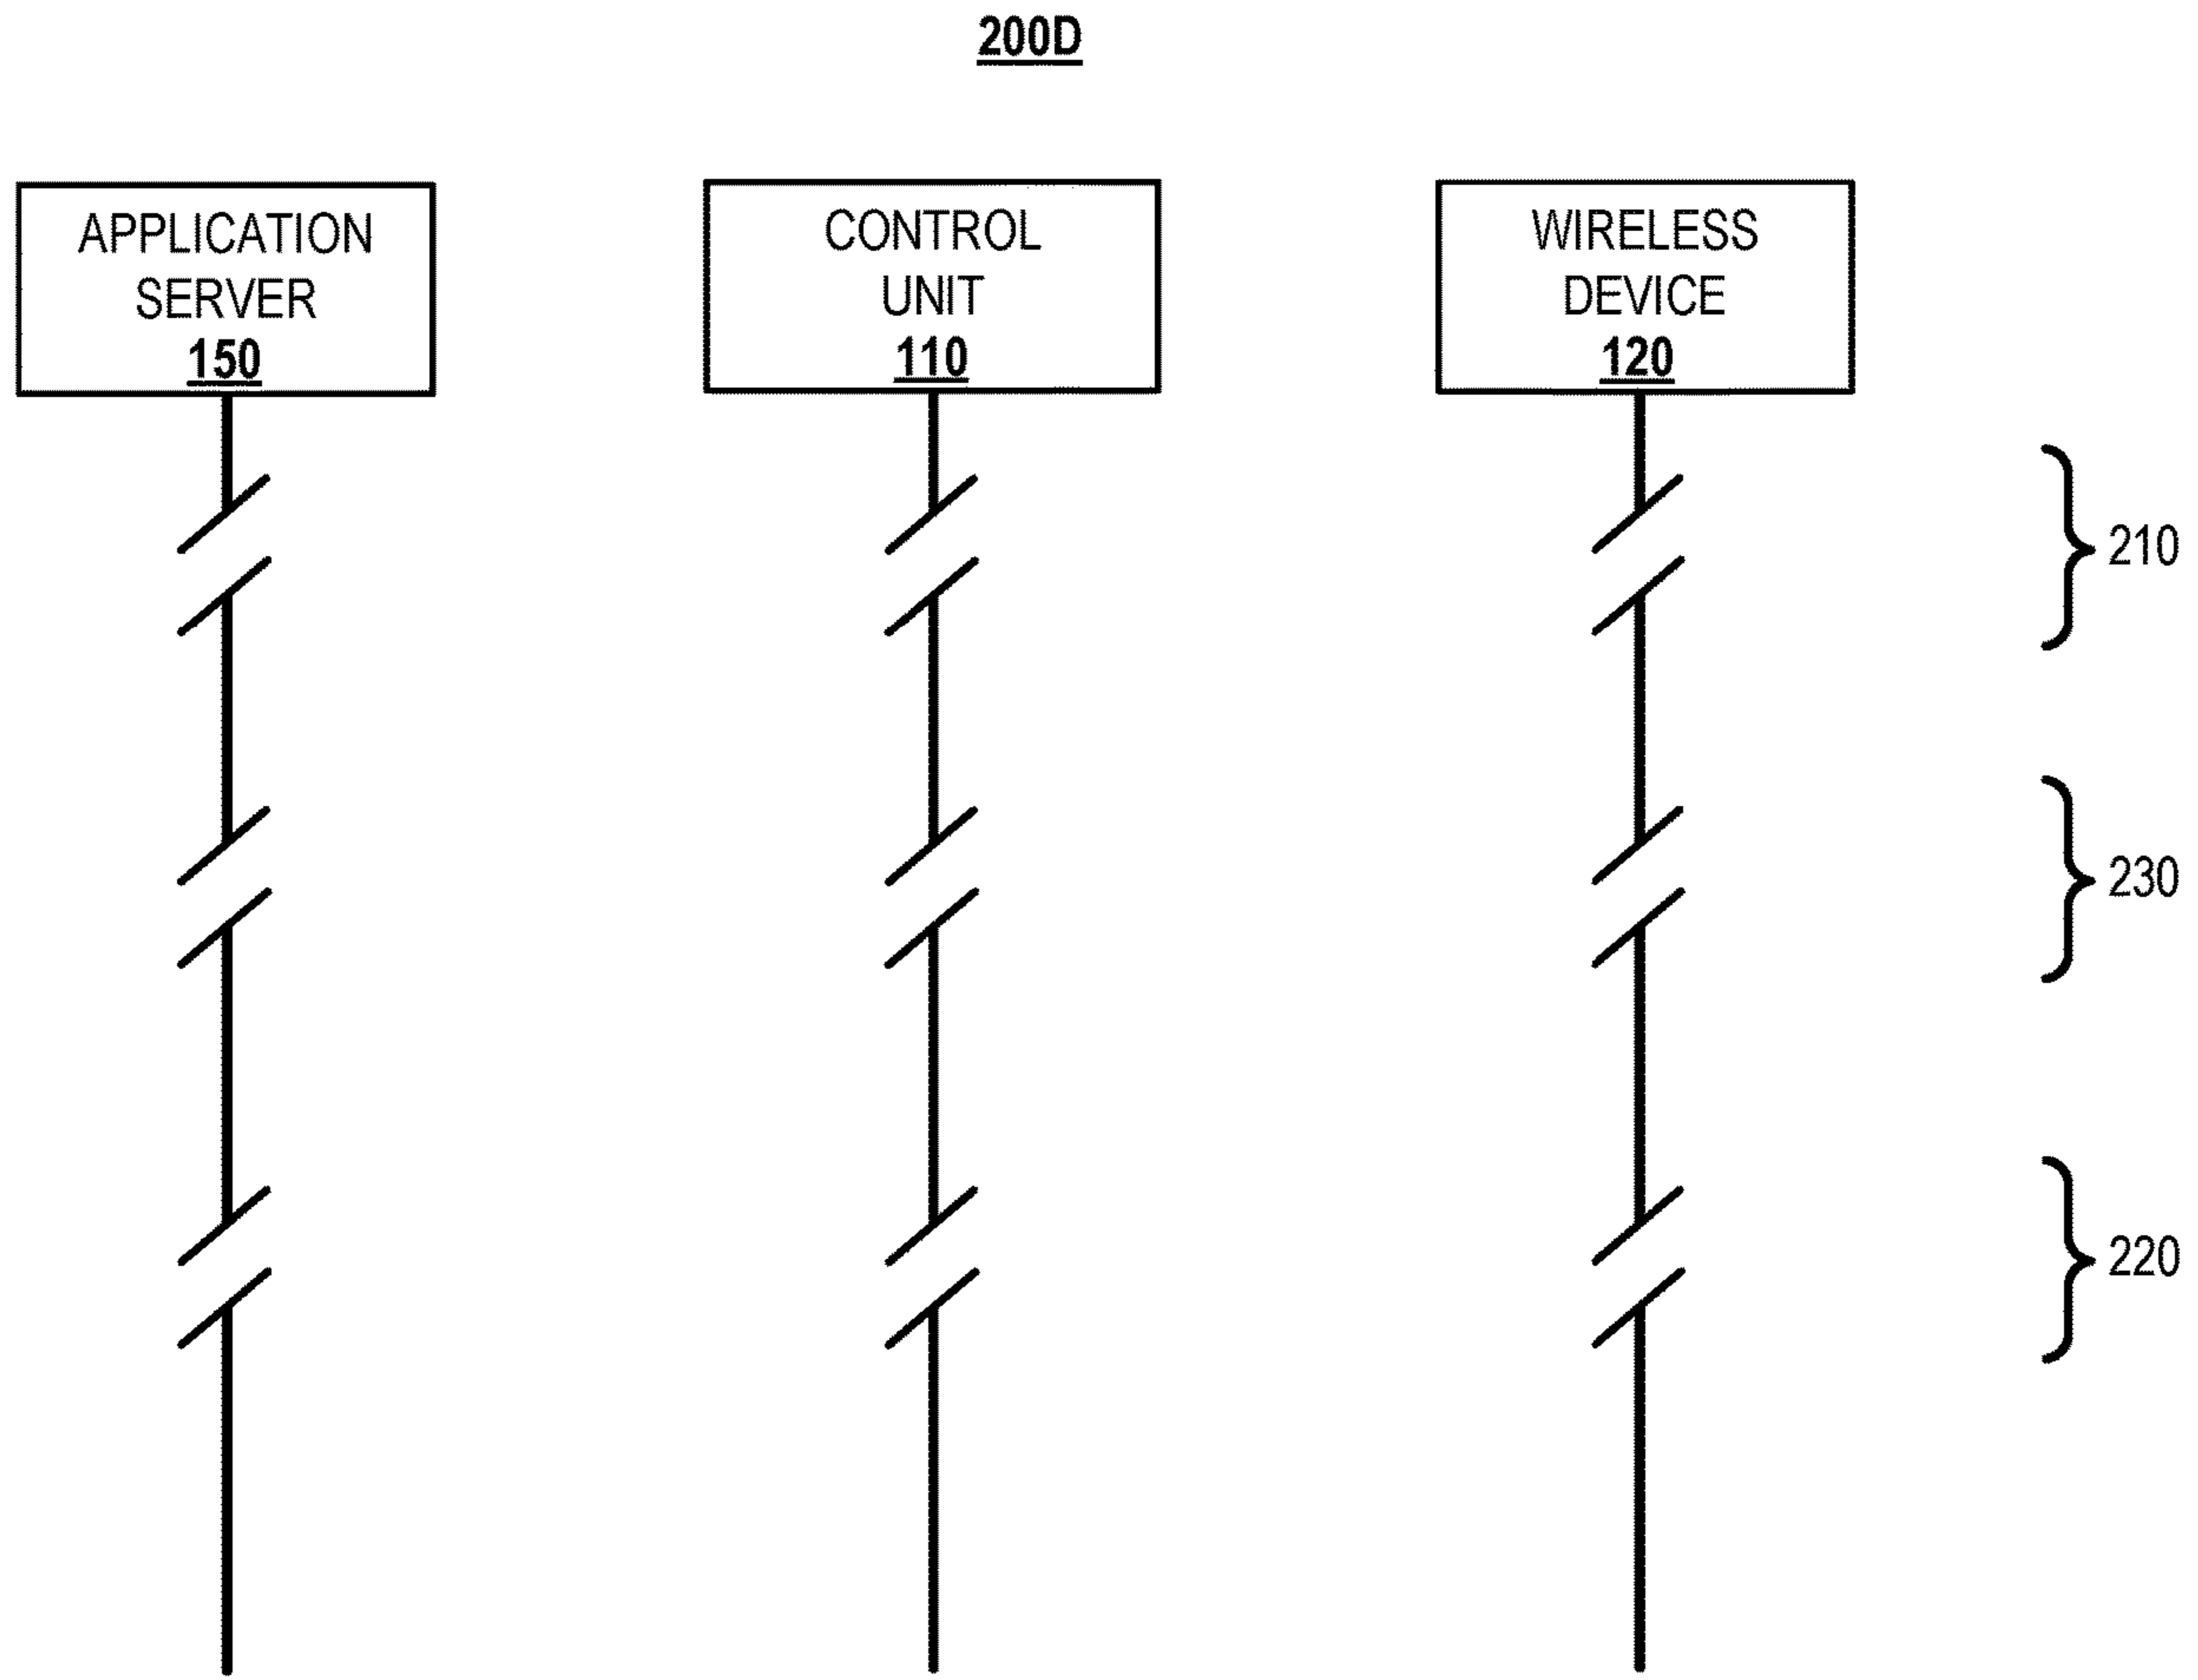 200D
APPLICATION
SERVER
150
CONTROL
UNIT
110
WIRELESS
DEVICE
120
210
230
220